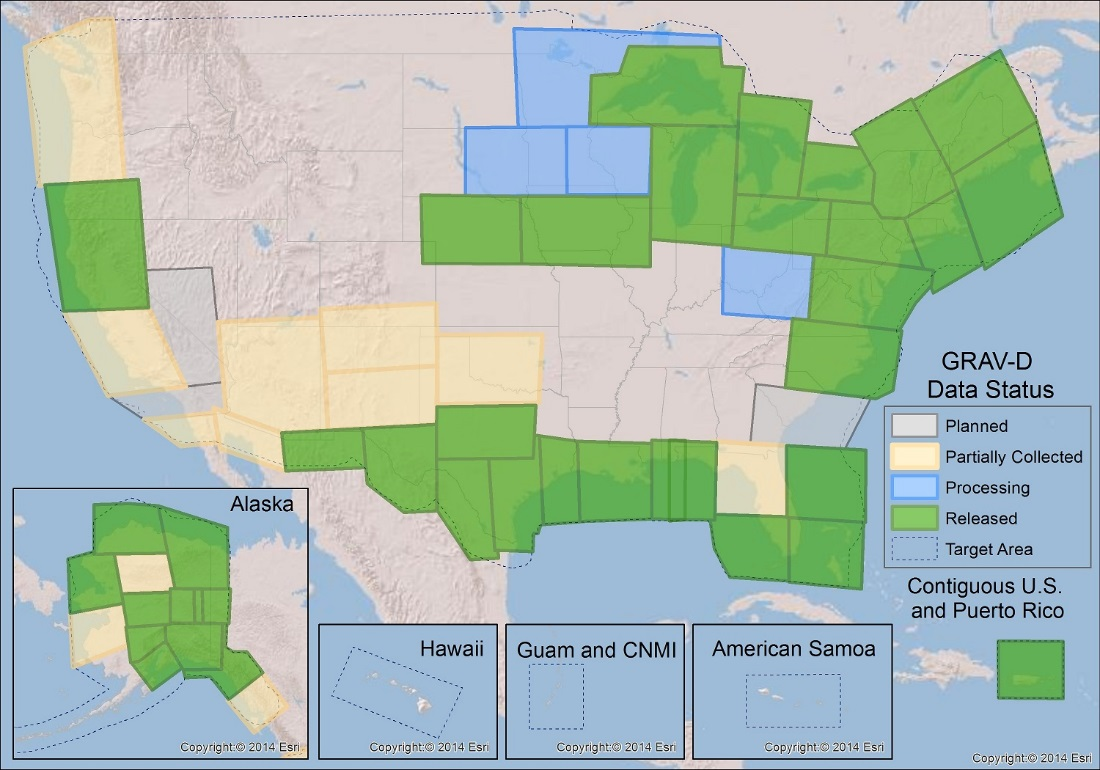 GRAV-D
Data Status
Planned
Partially Collected
Processing
Released
Target Area
Contiguous U.S.
and Puerto Rico
Alaska
Copyright:© 2014 Esri
Hawaii
Copyright:© 2014 Esri
Guam and CNMI
Copyright:© 2014 Esri
American Samoa
Copyright:© 2014 Esri
Copyright:© 2014 Esri